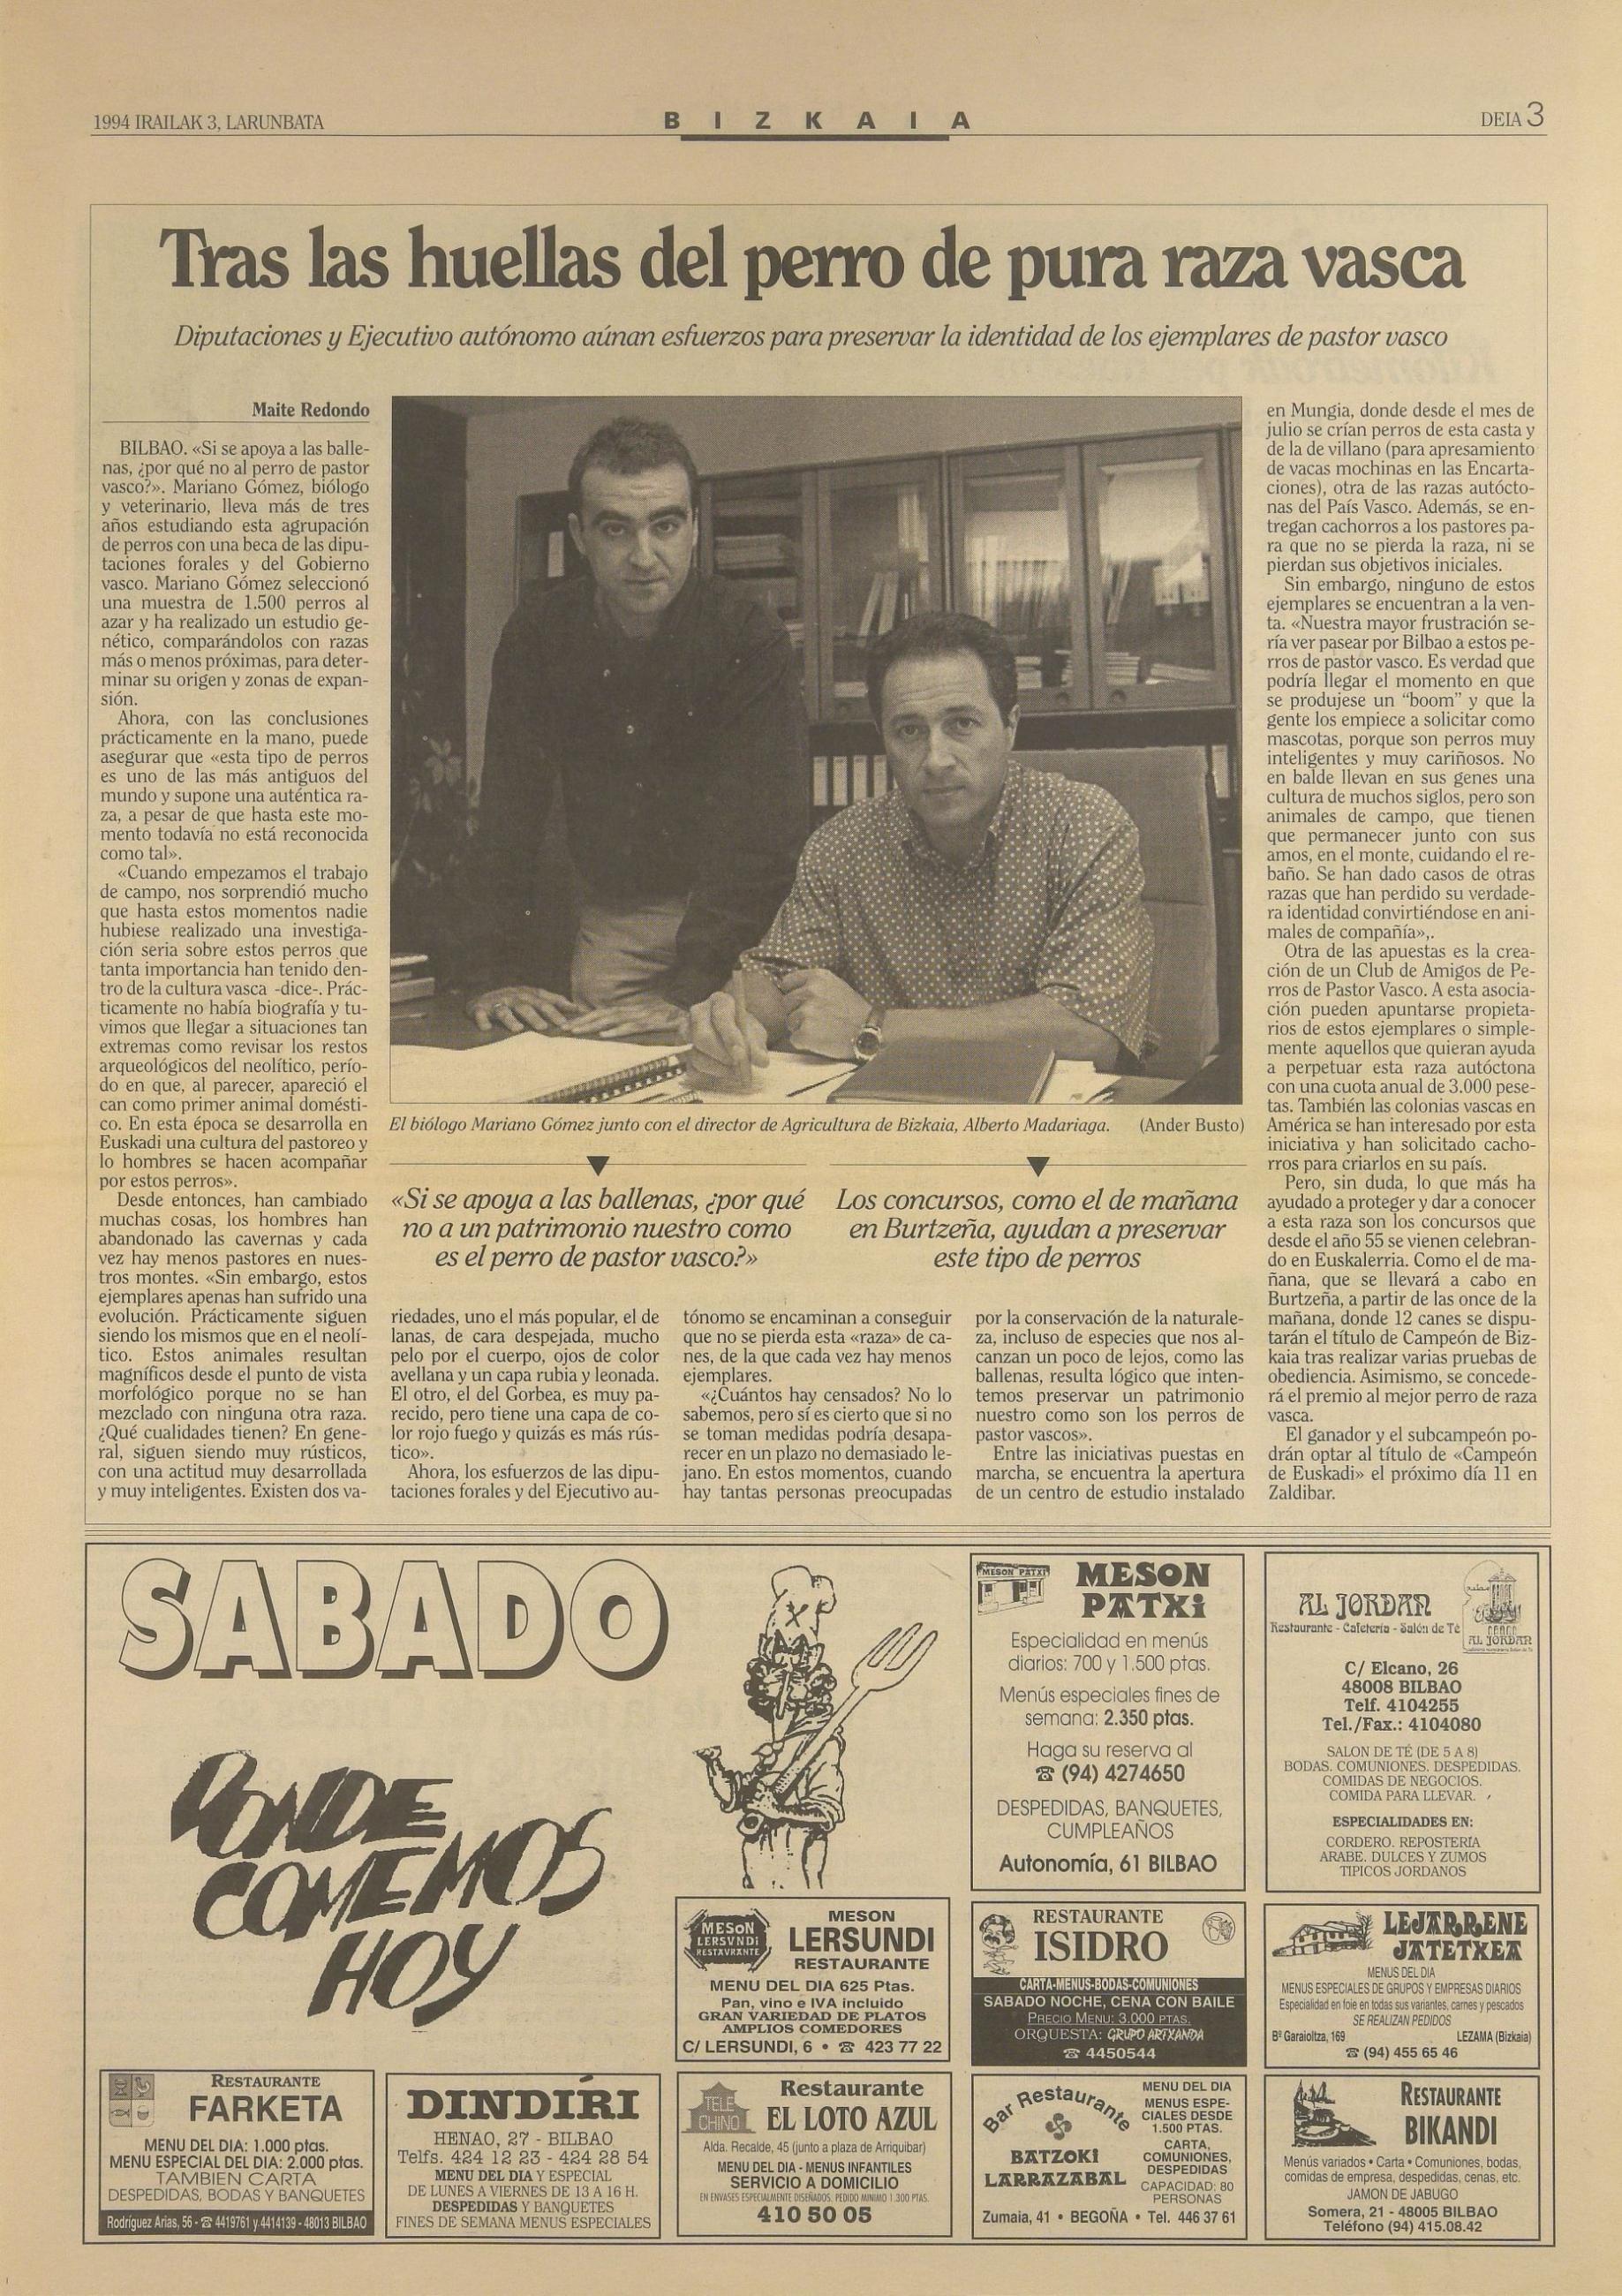 1994 IRAILAK 3, LARUNBATA
BIZKAIA
DEIA 3
Tras las huellas del perro de pura raza vasca
Diputaciones y Ejecutivo autónomo aúnan esfuerzos para preservar la identidad de los ejemplares de pastor vasco
Maite Redondo
BILBAO. «Si se apoya a las balle-
nas, ¿por qué no al perro de pastor
vasco?». Mariano Gómez, biólogo
y veterinario, lleva más de tres
años estudiando esta agrupación
de perros con una beca de las dipu-
taciones forales y del Gobierno
vasco. Mariano Gómez seleccionó
una muestra de 1.500 perros al
azar y ha realizado un estudio ge-
nético, comparándolos con razas
más o menos próximas, para deter-
minar su origen y zonas de expan-
sión.
Ahora, con las conclusiones
prácticamente en la mano, puede
asegurar que «esta tipo de perros
es uno de las más antiguos del
mundo y supone una auténtica ra-
za, a pesar de que hasta este mo-
mento todavía no está reconocida
como tal».
«Cuando empezamos el trabajo
de campo, nos sorprendió mucho
que hasta estos momentos nadie
hubiese realizado una investiga-
ción seria sobre estos perros que
tanta importancia han tenido den-
tro de la cultura vasca -dice-. Prác-
ticamente no había biografía y tu-
vimos que llegar a situaciones tan
extremas como revisar los restos
arqueológicos del neolítico, perío-
do en que, al parecer, apareció el
can como primer animal domésti-
co. En esta época se desarrolla en
Euskadi una cultura del pastoreo y
lo hombres se hacen acompañar
por estos perros».
Desde entonces, han cambiado
muchas cosas, los hombres han
abandonado las cavernas y cada
vez hay menos pastores en nues-
tros montes. «Sin embargo, estos
ejemplares apenas han sufrido una
evolución. Prácticamente siguen
siendo los mismos que en el neolí-
tico. Estos animales resultan
magníficos desde el punto de vista
morfológico porque no se han
mezclado con ninguna otra raza.
¿Qué cualidades tienen? En gene-
ral, siguen siendo muy rústicos,
con una actitud muy desarrollada
y muy inteligentes. Existen dos va-
El biólogo Mariano Gómez junto con el director de Agricultura de Bizkaia, Alberto Madariaga. (Ander Busto)
«Si se apoya a las ballenas, ¿por qué
no a un patrimonio nuestro como
es el perro de pastor vasco?»
Los concursos, como el de mañana
en Burtzeña, ayudan a preservar
este tipo de perros
riedades, uno el más popular, el de
lanas, de cara despejada, mucho
pelo por el cuerpo, ojos de color
avellana y un capa rubia y leonada.
El otro, el del Gorbea, es muy pa-
recido, pero tiene una capa de co-
lor rojo fuego y quizás es más rús-
tico».
Ahora, los esfuerzos de las dipu-
taciones forales y del Ejecutivo au-
tónomo se encaminan a conseguir
que no se pierda esta «raza» de ca-
nes, de la que cada vez hay menos
ejemplares.
«¿Cuántos hay censados? No lo
sabemos, pero sí es cierto que si no
se toman medidas podría desapa-
recer en un plazo no demasiado le-
jano. En estos momentos, cuando
hay tantas personas preocupadas
por la conservación de la naturale-
za, incluso de especies que nos al-
canzan un poco de lejos, como las
ballenas, resulta lógico que inten-
temos preservar un patrimonio
nuestro como son los perros de
pastor vascos».
Entre las iniciativas puestas en
marcha, se encuentra la apertura
de un centro de estudio instalado
en Mungia, donde desde el mes de
julio se crían perros de esta casta y
de la de villano (para apresamiento
de vacas mochinas en las Encarta-
ciones), otra de las razas autócto-
nas del País Vasco. Además, se en-
tregan cachorros a los pastores pa-
ra que no se pierda la raza, ni se
pierdan sus objetivos iniciales.
Sin embargo, ninguno de estos
ejemplares se encuentran a la ven-
ta. «Nuestra mayor frustración se-
ría ver pasear por Bilbao a estos pe-
rros de pastor vasco. Es verdad que
podría llegar el momento en que
se produjese un “boom” y que la
gente los empiece a solicitar como
mascotas, porque son perros muy
inteligentes y muy cariñosos. No
en balde llevan en sus genes una
cultura de muchos siglos, pero son
animales de campo, que tienen
que permanecer junto con sus
amos, en el monte, cuidando el re-
baño. Se han dado casos de otras
razas que han perdido su verdade-
ra identidad convirtiéndose en ani-
males de compañía»,.
Otra de las apuestas es la crea-
ción de un Club de Amigos de Pe-
rros de Pastor Vasco. A esta asocia-
ción pueden apuntarse propieta-
rios de estos ejemplares o simple-
mente aquellos que quieran ayuda
a perpetuar esta raza autóctona
con una cuota anual de 3.000 pese-
tas. También las colonias vascas en
América se han interesado por esta
iniciativa y han solicitado cacho-
rros para criarlos en su país.
Pero, sin duda, lo que más ha
ayudado a proteger y dar a conocer
a esta raza son los concursos que
desde el año 55 se vienen celebran-
do en Euskalerria. Como el de ma-
ñana, que se llevará a cabo en
Burtzeña, a partir de las once de la
mañana, donde 12 canes se dispu-
tarán el título de Campeón de Biz-
kaia tras realizar varias pruebas de
obediencia. Asimismo, se concede-
rá el premio al mejor perro de raza
vasca.
El ganador y el subcampeón po-
drán optar al título de «Campeón
de Euskadi» el próximo día 11 en
Zaldibar.
SABADO
DONDE
COMEMOS
HOY
MESON PATXI
MESON
PATXi
Especialidad en menús
diarios: 700 y 1.500 ptas.
Menús especiales fines de
semana: 2.350 ptas.
Haga su reserva al
☎ (94) 4274650
DESPEDIDAS, BANQUETES,
CUMPLEAÑOS
Autonomía, 61 BILBAO
AL JORDAN
Restaurante - Cafetería - Salón de Té
AL JORDAN
C/ Elcano, 26
48008 BILBAO
Telf. 4104255
Tel./Fax.: 4104080
SALON DE TÉ (DE 5 A 8)
BODAS. COMUNIONES. DESPEDIDAS.
COMIDAS DE NEGOCIOS.
COMIDA PARA LLEVAR.
ESPECIALIDADES EN:
CORDERO. REPOSTERIA
ARABE. DULCES Y ZUMOS
TIPICOS JORDANOS
MESON
LERSUNDI
RESTAURANTE
MESON
LERSUNDI
RESTAURANTE
MENU DEL DIA 625 Ptas.
Pan, vino e IVA incluido
GRAN VARIEDAD DE PLATOS
AMPLIOS COMEDORES
C/ LERSUNDI, 6 • ☎ 423 77 22
RESTAURANTE
ISIDRO
CARTA-MENUS-BODAS-COMUNIONES
SABADO NOCHE, CENA CON BAILE
PRECIO MENU: 3.000 PTAS.
ORQUESTA: GRUPO ARTXANDA
☎ 4450544
LEJARRENE
JATETXEA
MENUS DEL DIA
MENUS ESPECIALES DE GRUPOS Y EMPRESAS DIARIOS
Especialidad en foie en todas sus variantes, carnes y pescados
SE REALIZAN PEDIDOS
Bº Garaioltza, 169 LEZAMA (Bizkaia)
☎ (94) 455 65 46
RESTAURANTE
FARKETA
MENU DEL DIA: 1.000 ptas.
MENU ESPECIAL DEL DIA: 2.000 ptas.
TAMBIEN CARTA
DESPEDIDAS, BODAS Y BANQUETES
Rodríguez Arias, 56 - ☎ 4419761 y 4414139 - 48013 BILBAO
DINDIRI
HENAO, 27 - BILBAO
Telfs. 424 12 23 - 424 28 54
MENU DEL DIA Y ESPECIAL
DE LUNES A VIERNES DE 13 A 16 H.
DESPEDIDAS Y BANQUETES
FINES DE SEMANA MENUS ESPECIALES
TELE
CHINO
Restaurante
EL LOTO AZUL
Alda. Recalde, 45 (junto a plaza de Arriquibar)
MENU DEL DIA - MENUS INFANTILES
SERVICIO A DOMICILIO
EN ENVASES ESPECIALMENTE DISEÑADOS. PEDIDO MINIMO 1.300 PTAS.
410 50 05
Bar Restaurante
BATZOKI
LARRAZABAL
MENU DEL DIA
MENUS ESPE-
CIALES DESDE
1.500 PTAS.
CARTA,
COMUNIONES,
DESPEDIDAS
CAPACIDAD: 80
PERSONAS
Zumaia, 41 • BEGOÑA • Tel. 446 37 61
RESTAURANTE
BIKANDI
Menús variados • Carta • Comuniones, bodas,
comidas de empresa, despedidas, cenas, etc.
JAMON DE JABUGO
Somera, 21 - 48005 BILBAO
Teléfono (94) 415.08.42